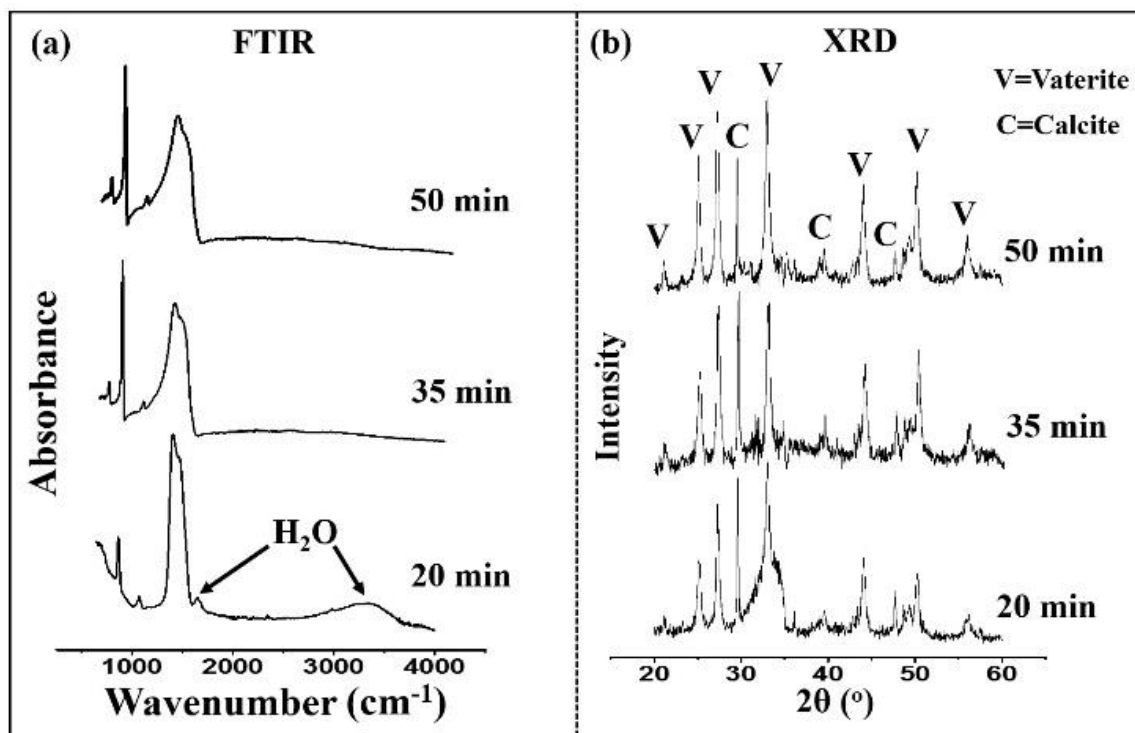 (a) FTIR
50 min
35 min
H₂O
20 min
Absorbance
1000 2000 3000 4000
Wavenumber (cm⁻¹)
(b) XRD
V=Vaterite
C=Calcite
V
V
V
C
V
V
V
C
C
V
50 min
35 min
20 min
Intensity
20 30 40 50 60
2θ (°)